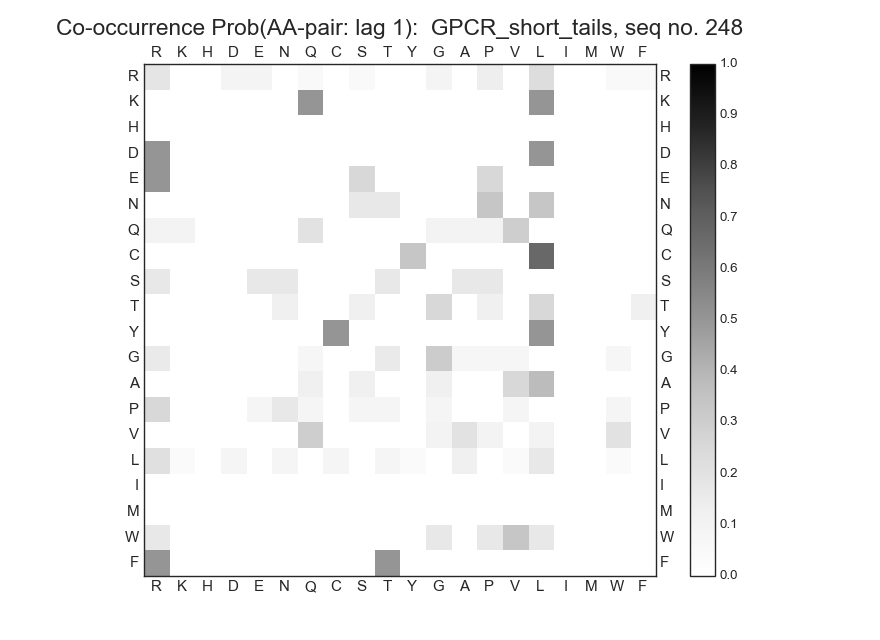 Co-occurrence Prob(AA-pair: lag 1):  GPCR_short_tails, seq no. 248
R K H D E N Q C S T Y G A P V L I M W F
1.0
R R
0.9
K K
H H
0.8
D D
E E
0.7
N N
Q Q
0.6
C C
S S
0.5
T T
Y Y
0.4
G G
A A
0.3
P P
V V
0.2
L L
I I
0.1
M M
W W
F F
0.0
R K H D E N Q C S T Y G A P V L I M W F